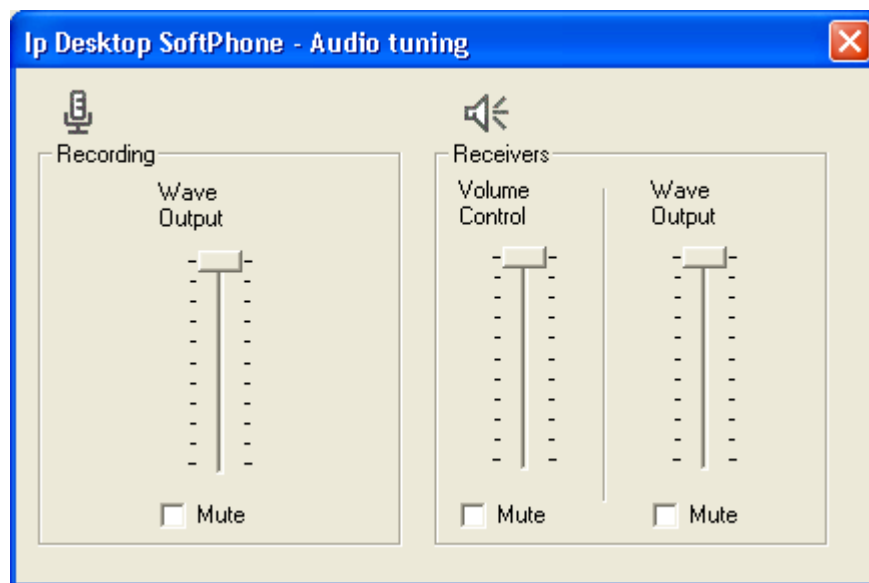 Ip Desktop SoftPhone - Audio tuning
Recording
Wave
Output
Mute
Receivers
Volume
Control
Mute
Wave
Output
Mute